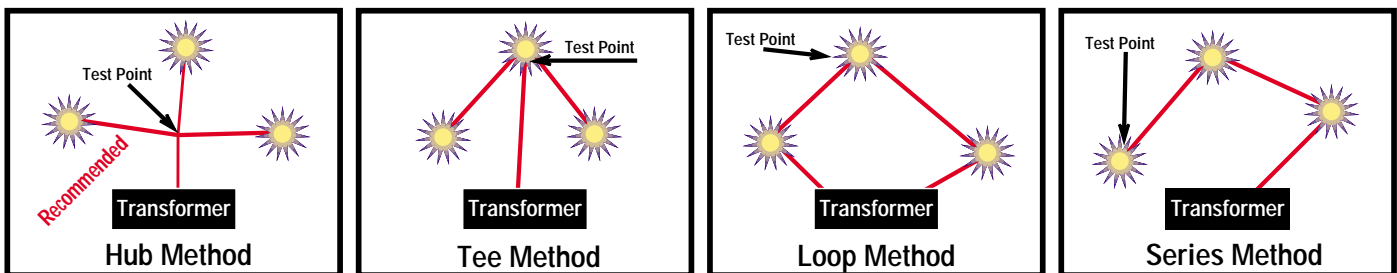 Test Point
Recommended
Transformer
Hub Method
Test Point
Transformer
Tee Method
Test Point
Transformer
Loop Method
Test Point
Transformer
Series Method